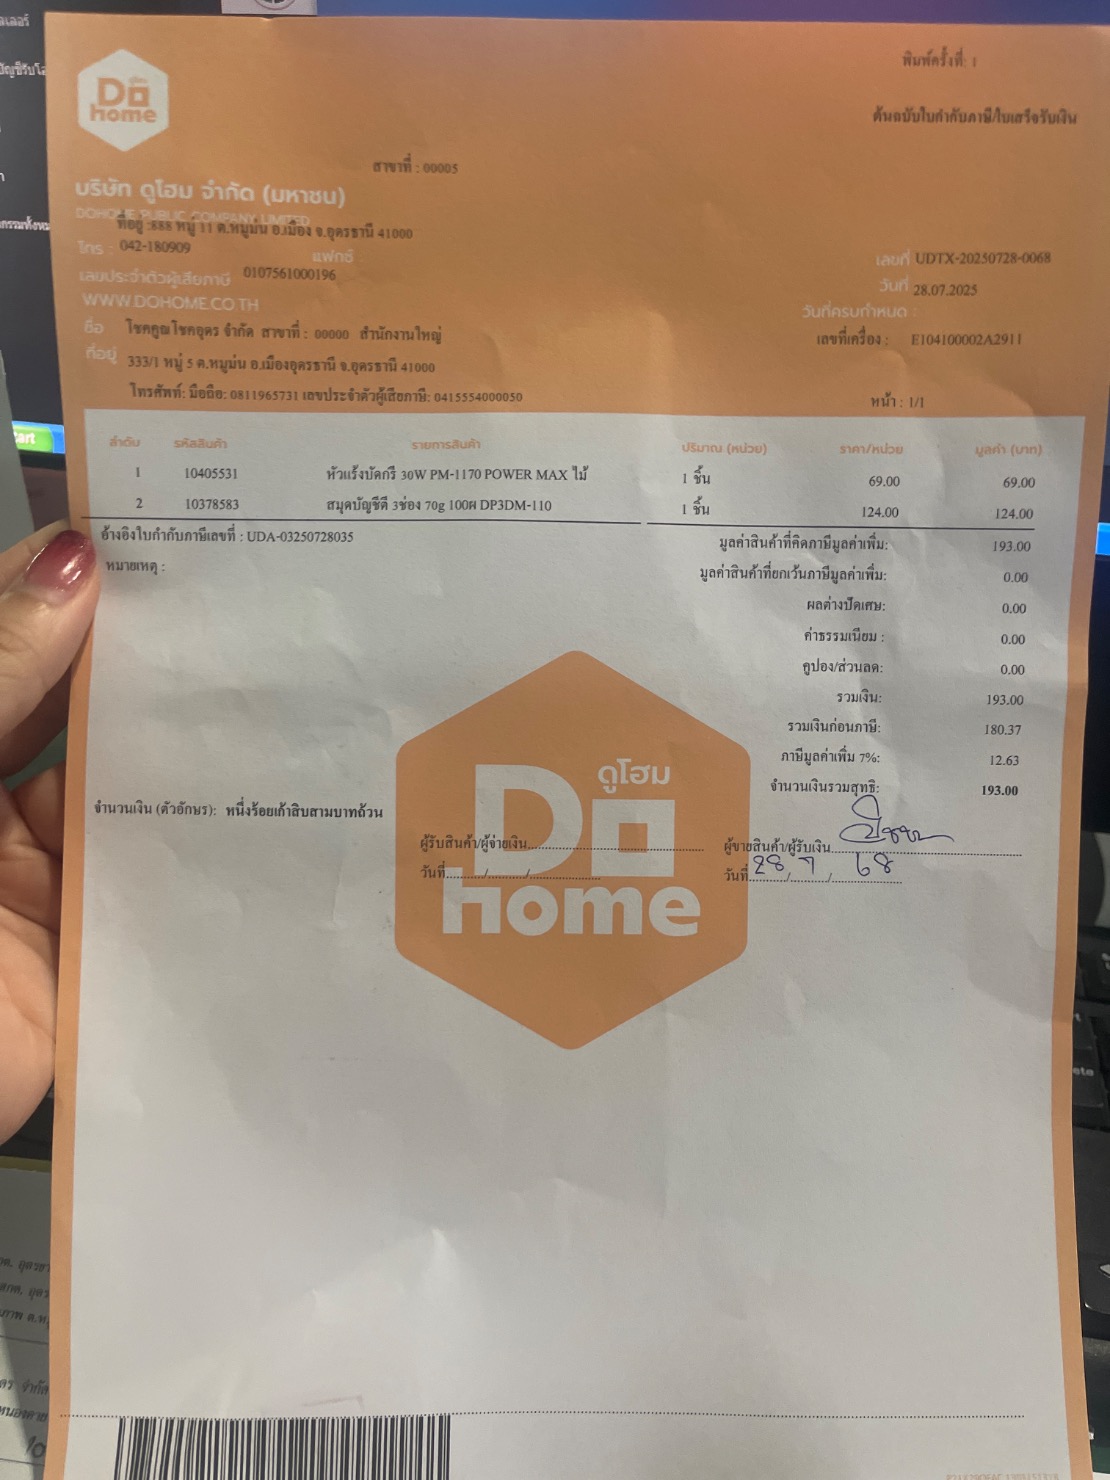 พิมพ์ครั้งที่: 1
ดูโฮม
Do
home
ต้นฉบับใบกำกับภาษี/ใบเสร็จรับเงิน
สาขาที่ : 00005
บริษัท ดูโฮม จำกัด (มหาชน)
DOHOME PUBLIC COMPANY LIMITED
ที่อยู่ :888 หมู่ 11 ต.หมูม่น อ.เมือง จ.อุดรธานี 41000
โทร : 042-180909 แฟกซ์ :
เลขประจำตัวผู้เสียภาษี 0107561000196
WWW.DOHOME.CO.TH
เลขที่ UDTX-20250728-0068
วันที่ 28.07.2025
วันที่ครบกำหนด :
เลขที่เครื่อง : E104100002A2911
ชื่อ โชคคูณโชคอุดร จำกัด สาขาที่ : 00000 สำนักงานใหญ่
ที่อยู่ 333/1 หมู่ 5 ต.หมูม่น อ.เมืองอุดรธานี จ.อุดรธานี 41000
โทรศัพท์: มือถือ: 0811965731 เลขประจำตัวผู้เสียภาษี: 0415554000050
หน้า : 1/1
ลำดับ รหัสสินค้า รายการสินค้า ปริมาณ (หน่วย) ราคา/หน่วย มูลค่า (บาท)
1 10405531 หัวแร้งบัดกรี 30W PM-1170 POWER MAX ไม้ 1 ชิ้น 69.00 69.00
2 10378583 สมุดบัญชีดี 3ช่อง 70g 100ผ DP3DM-110 1 ชิ้น 124.00 124.00
อ้างอิงใบกำกับภาษีเลขที่ : UDA-03250728035
หมายเหตุ :
มูลค่าสินค้าที่คิดภาษีมูลค่าเพิ่ม: 193.00
มูลค่าสินค้าที่ยกเว้นภาษีมูลค่าเพิ่ม: 0.00
ผลต่างปัดเศษ: 0.00
ค่าธรรมเนียม : 0.00
คูปอง/ส่วนลด: 0.00
รวมเงิน: 193.00
รวมเงินก่อนภาษี: 180.37
ภาษีมูลค่าเพิ่ม 7%: 12.63
จำนวนเงินรวมสุทธิ: 193.00
จำนวนเงิน (ตัวอักษร): หนึ่งร้อยเก้าสิบสามบาทถ้วน
ผู้รับสินค้า/ผู้จ่ายเงิน
วันที่ / /
ผู้ขายสินค้า/ผู้รับเงิน
วันที่ 28 / 7 / 68
ดูโฮม
Do
home